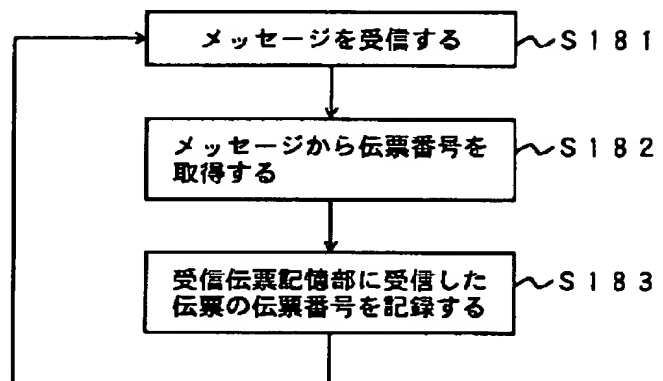 メッセージを受信する
S181
メッセージから伝票番号を
取得する
S182
受信伝票記憶部に受信した
伝票の伝票番号を記録する
S183